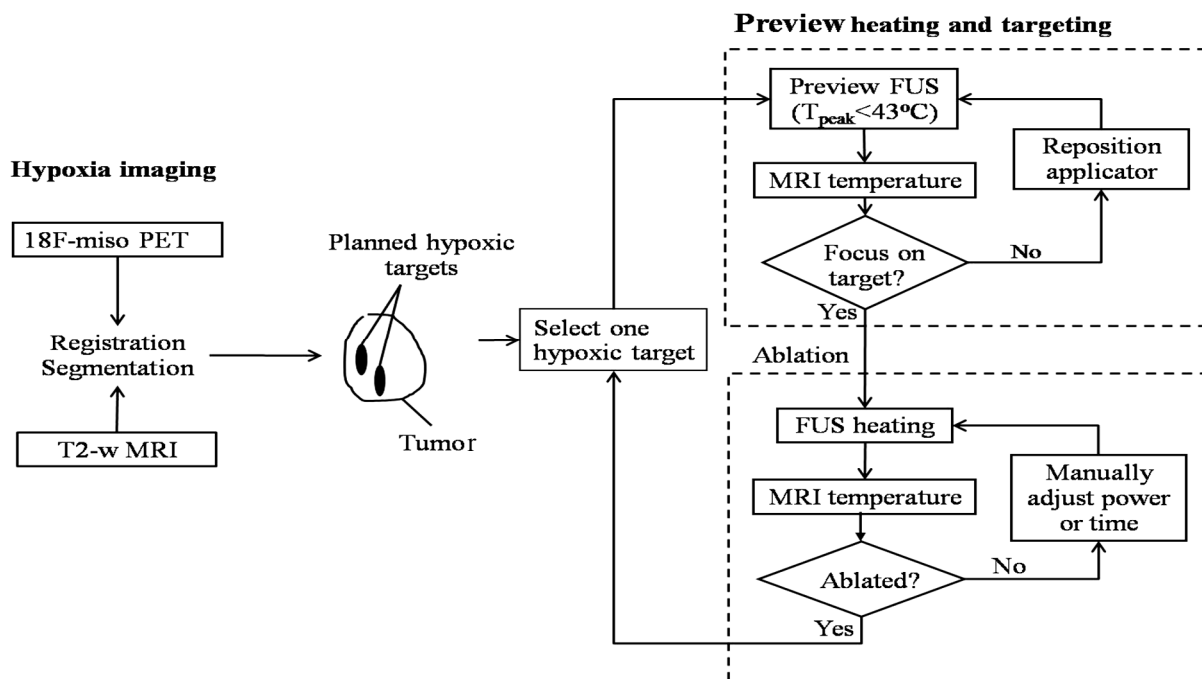 Hypoxia imaging
18F-miso PET
Registration
Segmentation
T2-w MRI
Planned hypoxic
targets
Tumor
Select one
hypoxic target
Preview heating and targeting
Preview FUS
(Tpeak<43ºC)
MRI temperature
Focus on
target?
No
Reposition
applicator
Yes
Ablation
FUS heating
MRI temperature
Ablated?
No
Manually
adjust power
or time
Yes